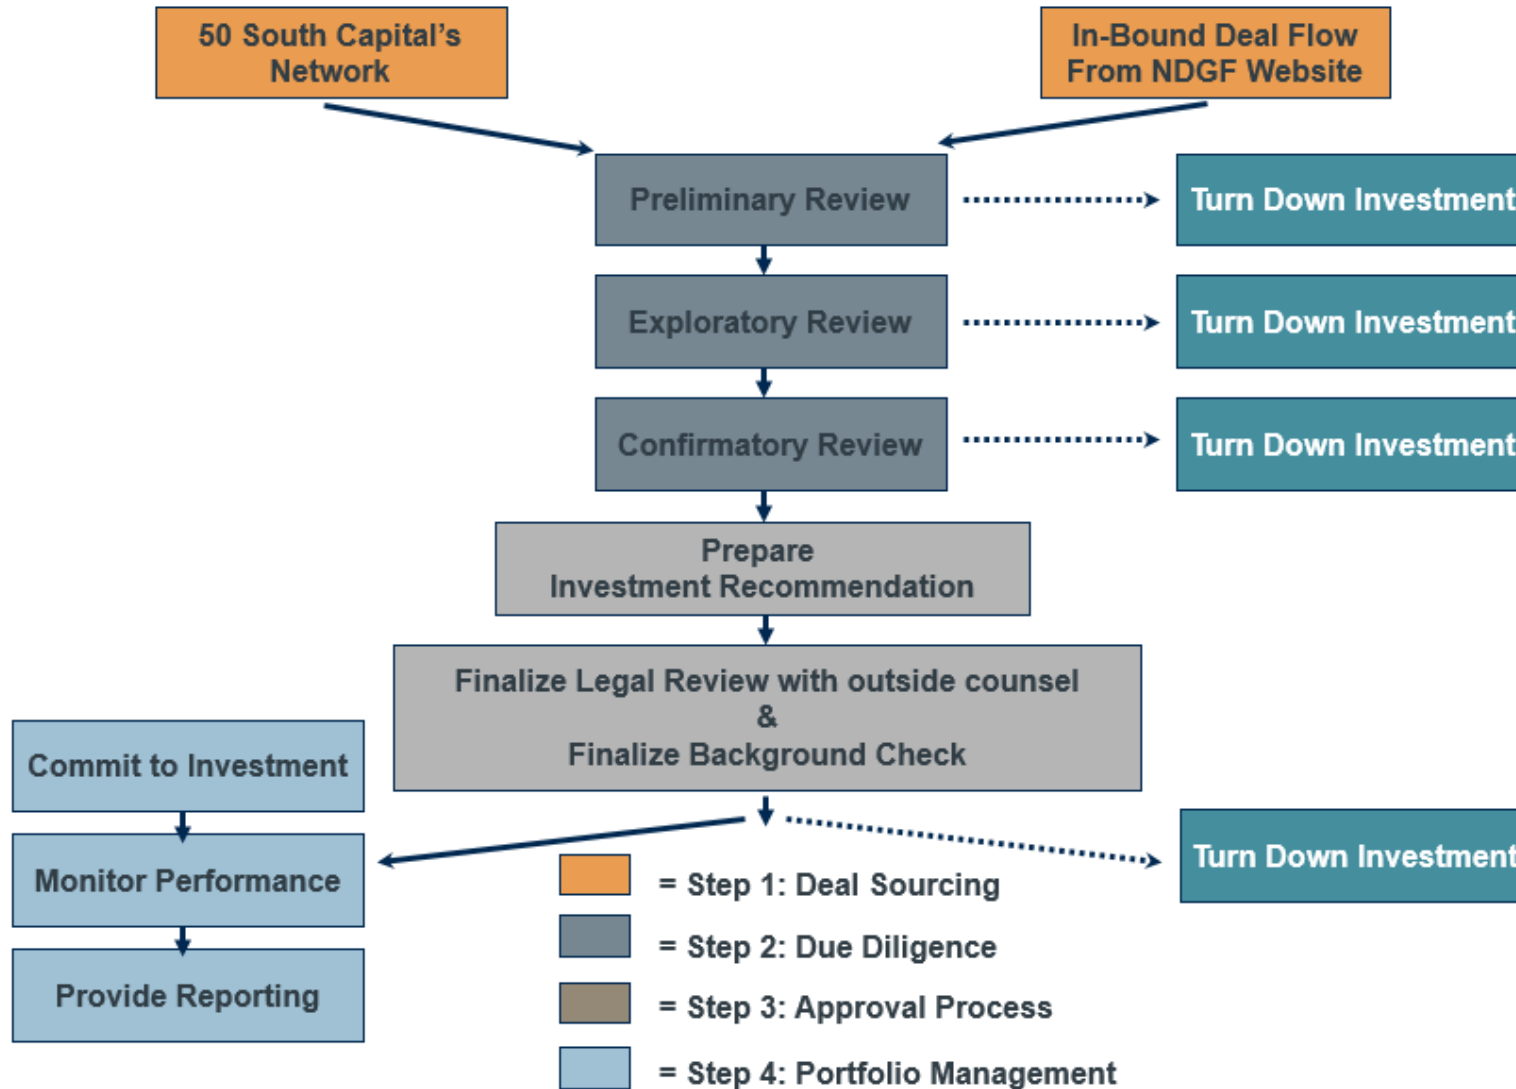 50 South Capital's
Network
In-Bound Deal Flow
From NDGF Website
Preliminary Review
Turn Down Investment
Exploratory Review
Turn Down Investment
Confirmatory Review
Turn Down Investment
Prepare
Investment Recommendation
Finalize Legal Review with outside counsel
&
Finalize Background Check
Commit to Investment
Monitor Performance
Provide Reporting
Turn Down Investment
= Step 1: Deal Sourcing
= Step 2: Due Diligence
= Step 3: Approval Process
= Step 4: Portfolio Management